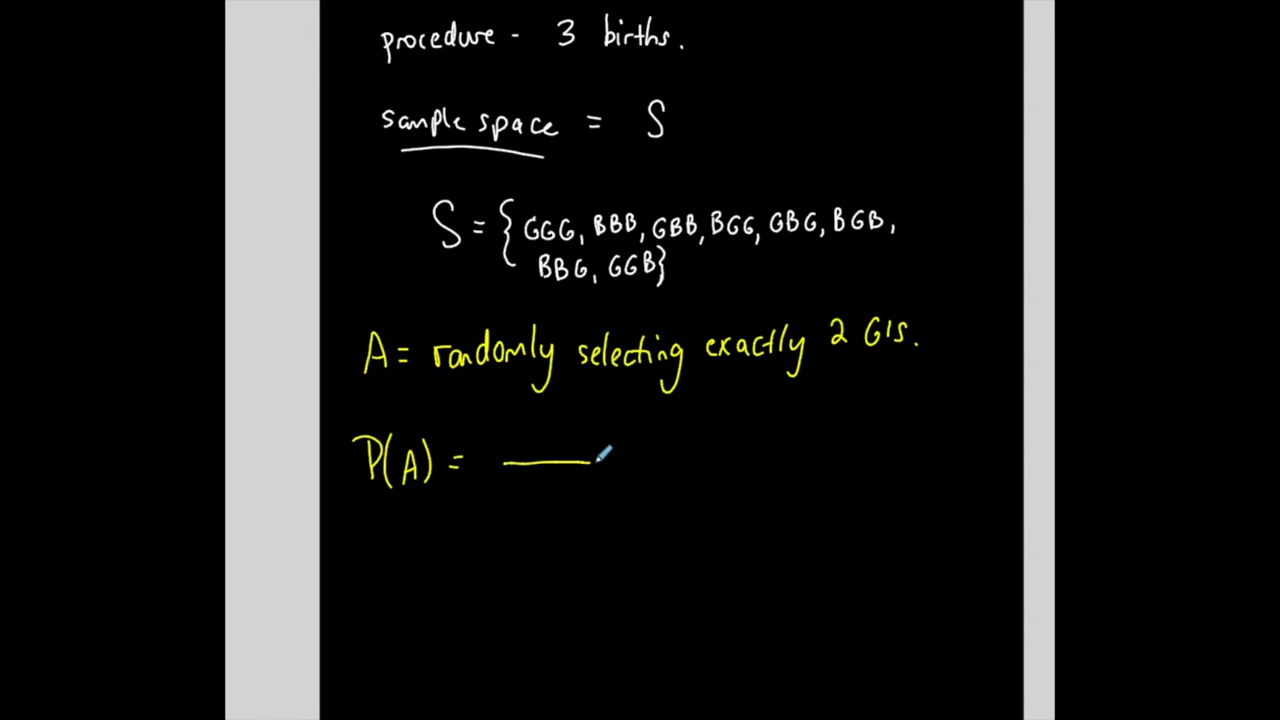 procedure - 3 births.
sample space = S
S = { GGG, BBB, GBB, BGG, GBG, BGB,
BBG, GGB}
A = randomly selecting exactly 2 G's.
P(A) =